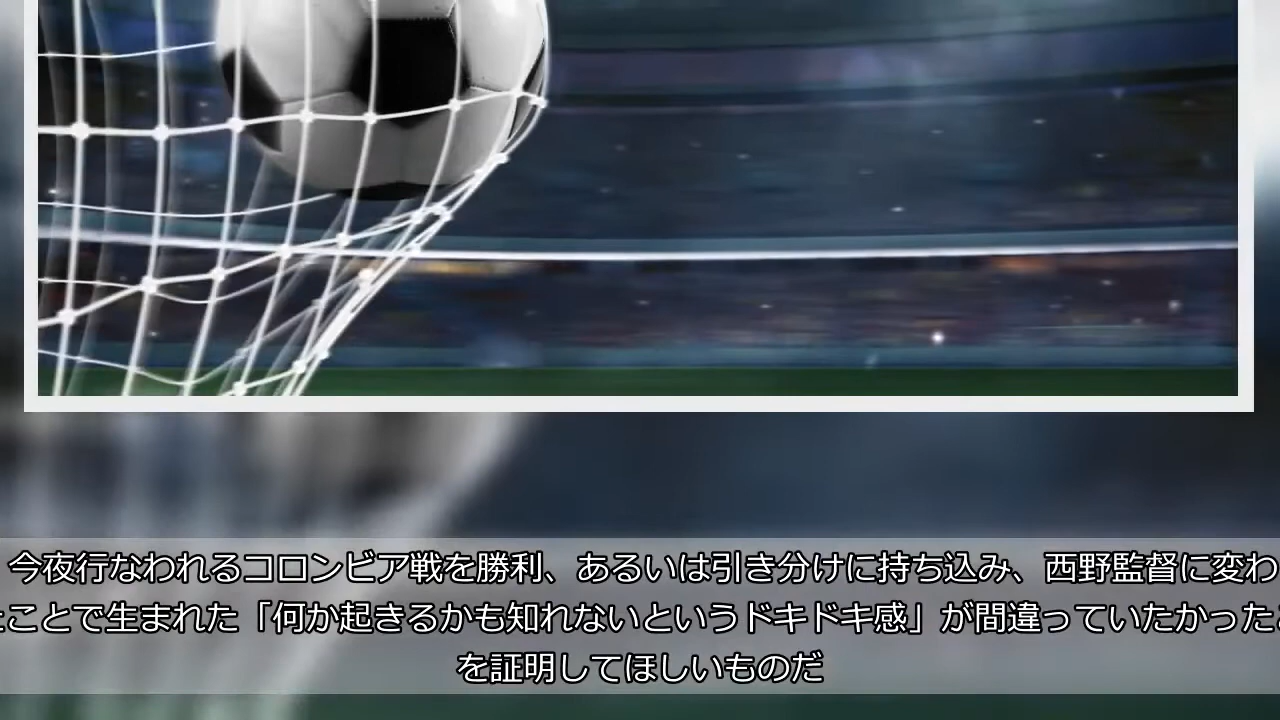 今夜行なわれるコロンビア戦を勝利、あるいは引き分けに持ち込み、西野監督に変わ
たことで生まれた「何か起きるかも知れないというドキドキ感」が間違っていたかった
を証明してほしいものだ